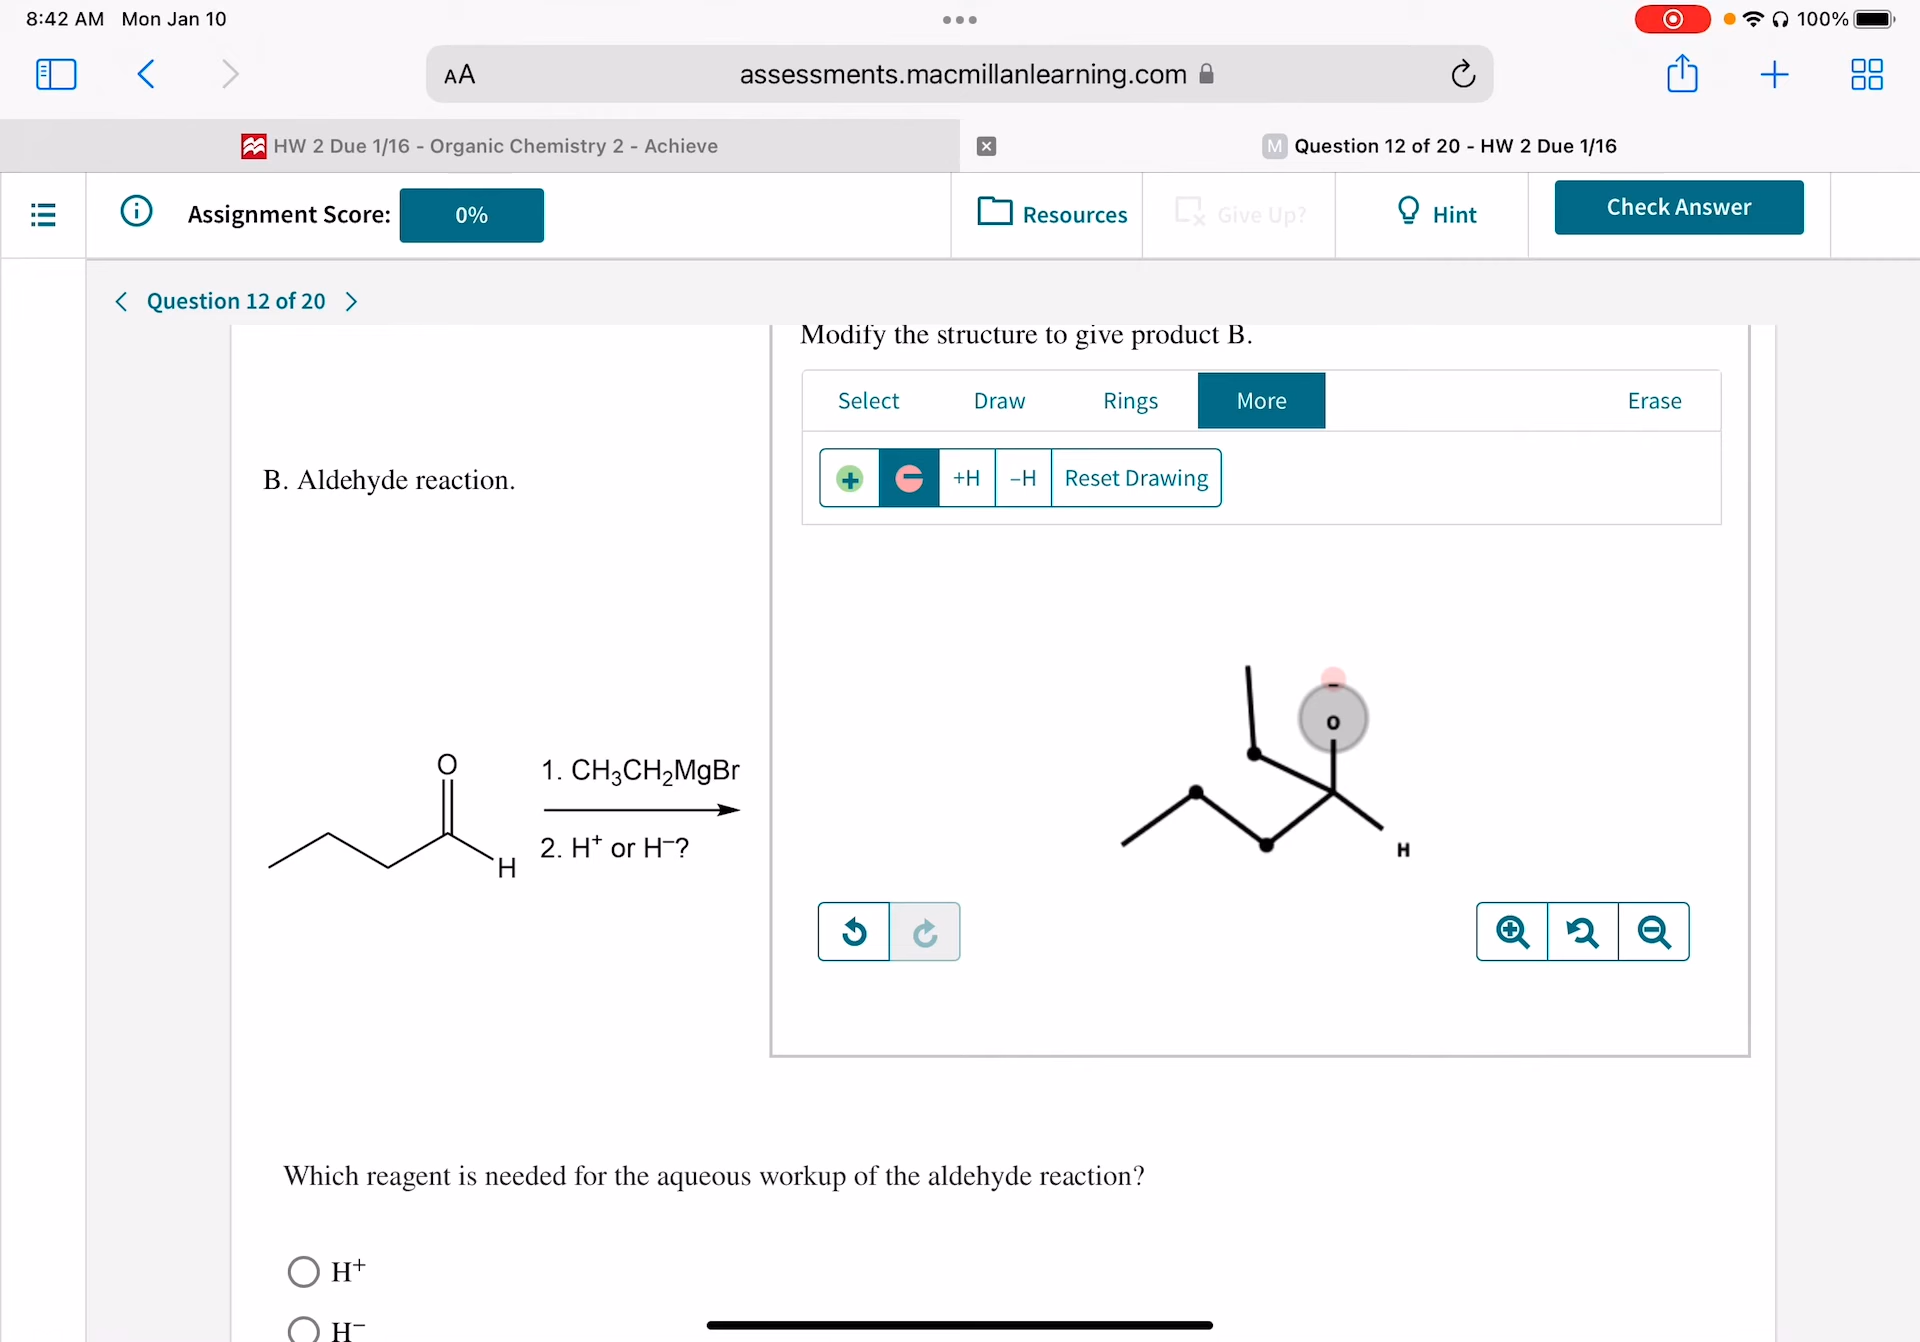 8:42 AM Mon Jan 10
100%
AA
assessments.macmillanlearning.com
HW 2 Due 1/16 - Organic Chemistry 2 - Achieve
M Question 12 of 20 - HW 2 Due 1/16
Assignment Score: 0%
Resources
Give Up?
Hint
Check Answer
Question 12 of 20
Modify the structure to give product B.
Select Draw Rings More Erase
+H –H Reset Drawing
B. Aldehyde reaction.
O
H
1. CH₃CH₂MgBr
2. H⁺ or H⁻?
O
H
Which reagent is needed for the aqueous workup of the aldehyde reaction?
H⁺
H⁻